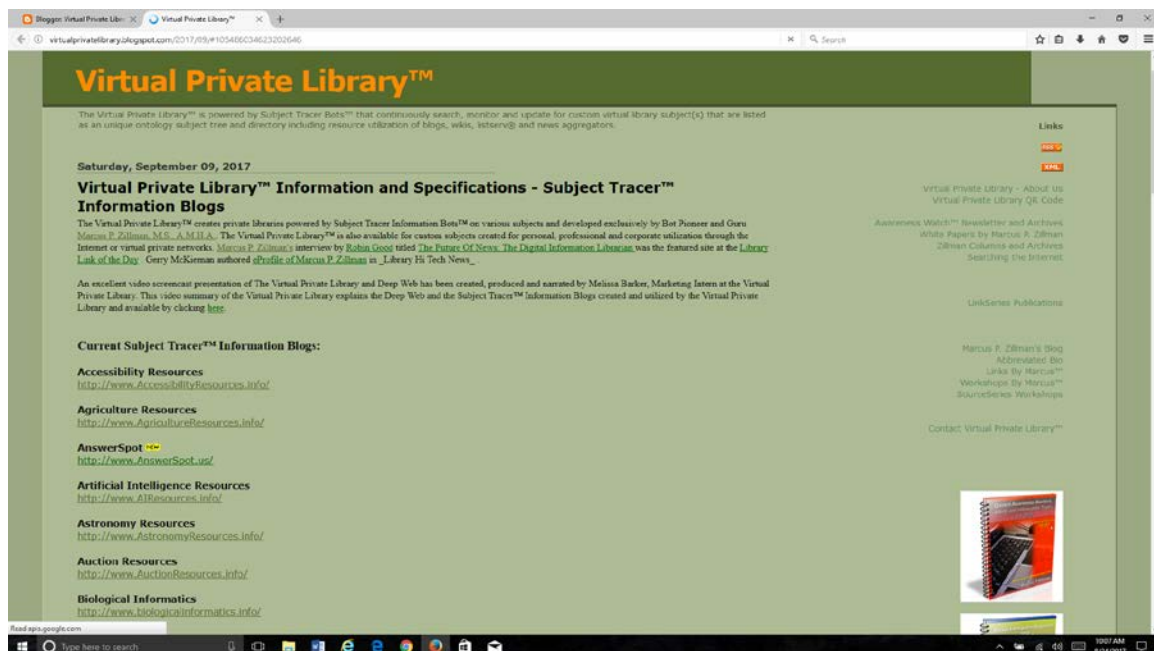 Blogger: Virtual Private Libr
Virtual Private Library™
virtualprivatelibrary.blogspot.com/2017/09/#105486034623202646
Search
Virtual Private Library™
The Virtual Private Library™ is powered by Subject Tracer Bots™ that continuously search, monitor and update for custom virtual library subject(s) that are listed
as an unique ontology subject tree and directory including resource utilization of blogs, wikis, listserv® and news aggregators.
Saturday, September 09, 2017
Virtual Private Library™ Information and Specifications - Subject Tracer™
Information Blogs
The Virtual Private Library™ creates private libraries powered by Subject Tracer Information Bots™ on various subjects and developed exclusively by Bot Pioneer and Guru
Marcus P. Zillman, M.S., A.M.H.A. The Virtual Private Library™ is also available for custom subjects created for personal, professional and corporate utilization through the
Internet or virtual private networks. Marcus P. Zillman's interview by Robin Good titled The Future Of News: The Digital Information Librarian was the featured site at the Library
Link of the Day. Gerry McKiernan authored eProfile of Marcus P. Zillman in _Library Hi Tech News_.
An excellent video screencast presentation of The Virtual Private Library and Deep Web has been created, produced and narrated by Melissa Barker, Marketing Intern at the Virtual
Private Library. This video summary of the Virtual Private Library explains the Deep Web and the Subject Tracer™ Information Blogs created and utilized by the Virtual Private
Library and available by clicking here.
Current Subject Tracer™ Information Blogs:
Accessibility Resources
http://www.AccessibilityResources.info/
Agriculture Resources
http://www.AgricultureResources.info/
AnswerSpot NEW
http://www.AnswerSpot.us/
Artificial Intelligence Resources
http://www.AIResources.info/
Astronomy Resources
http://www.AstronomyResources.info/
Auction Resources
http://www.AuctionResources.info/
Biological Informatics
http://www.biologicalinformatics.info/
Links
XML
Virtual Private Library - About Us
Virtual Private Library QR Code
Awareness Watch™ Newsletter and Archives
White Papers by Marcus P. Zillman
Zillman Columns and Archives
Searching the Internet
LinkSeries Publications
Marcus P. Zillman's Blog
Abbreviated Bio
Links By Marcus™
Workshops By Marcus™
SourceSeries Workshops
Contact Virtual Private Library™
Read apis.google.com
Type here to search
10:07 AM